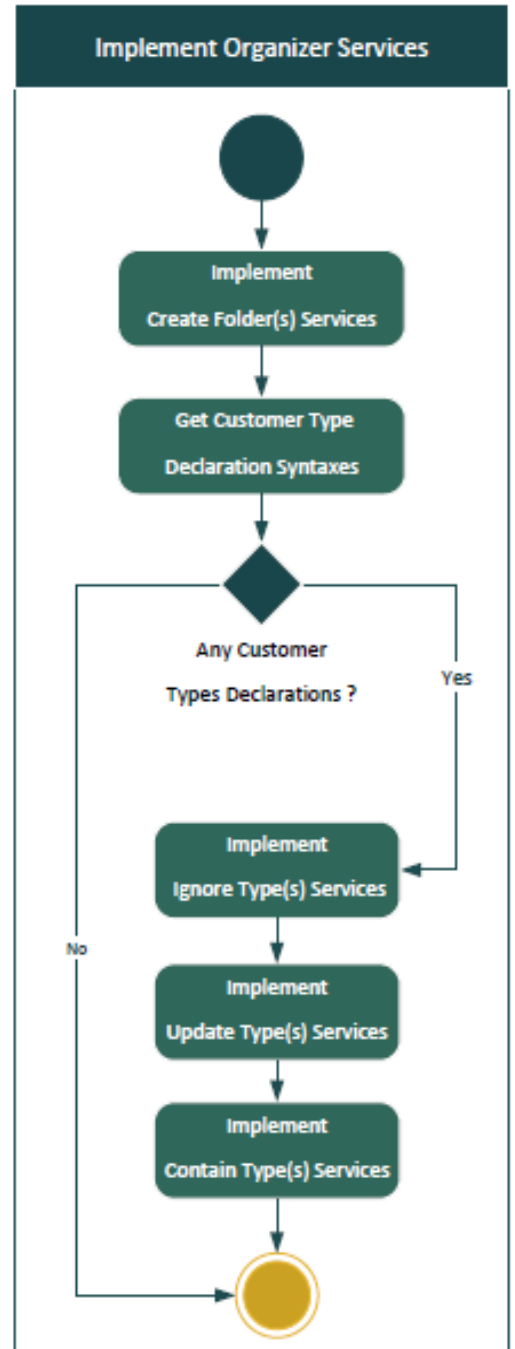 Implement Organizer Services
Implement
Create Folder(s) Services
Get Customer Type
Declaration Syntaxes
Any Customer
Types Declarations ?
Yes
Implement
Ignore Type(s) Services
No
Implement
Update Type(s) Services
Implement
Contain Type(s) Services